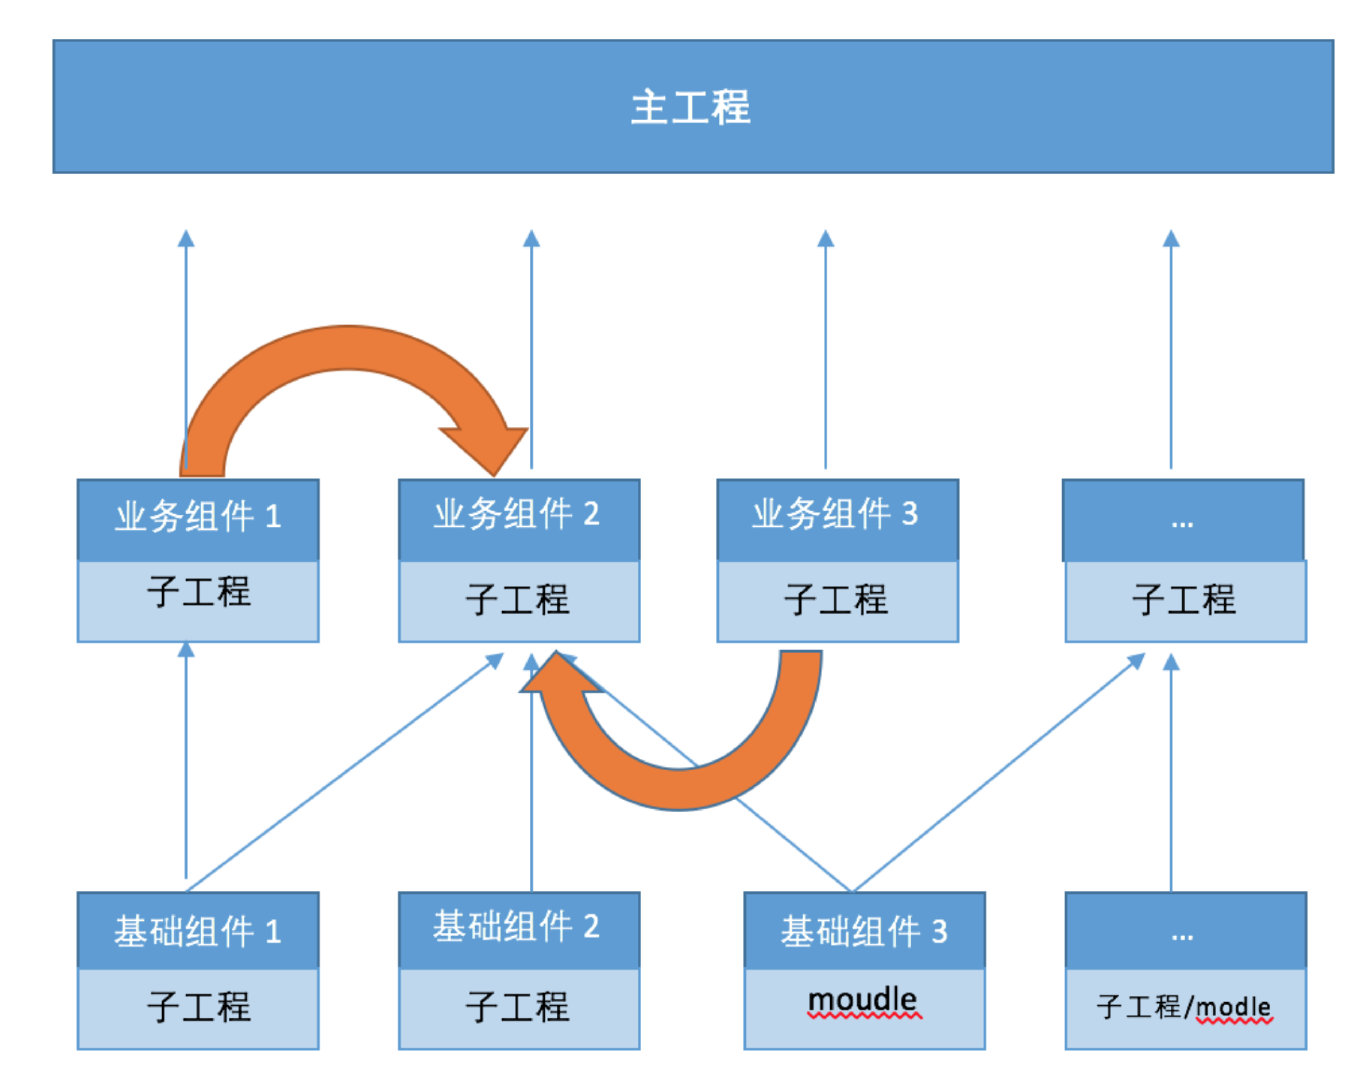 主工程
业务组件 1
业务组件 2
业务组件 3
...
子工程
子工程
子工程
子工程
基础组件 1
基础组件 2
基础组件 3
...
子工程
子工程
moudle
子工程/modle